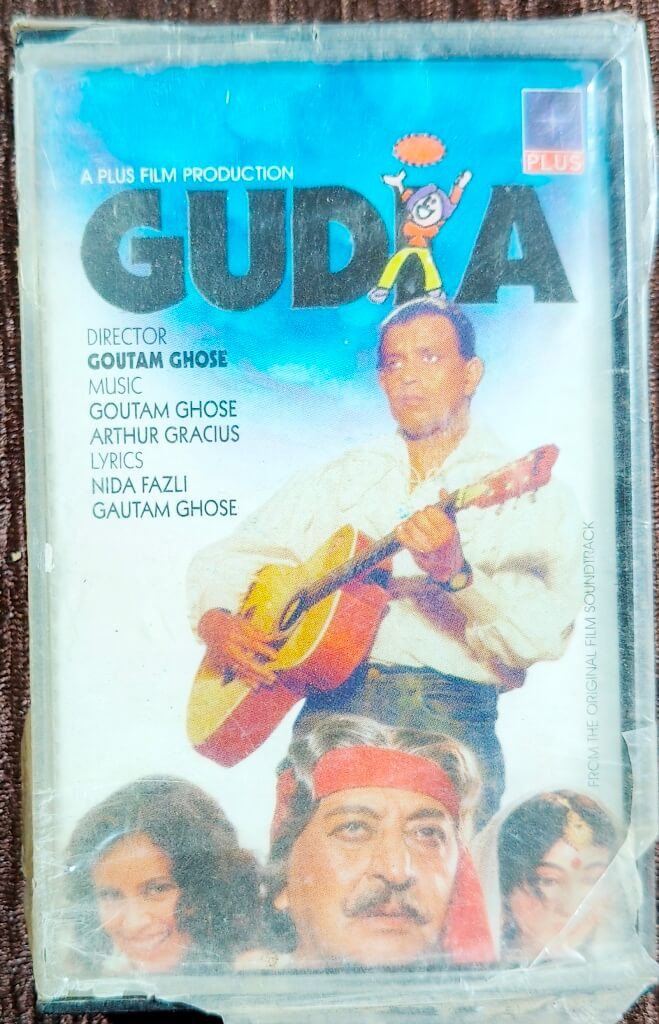 PLUS
A PLUS FILM PRODUCTION
GUDIA
DIRECTOR
GOUTAM GHOSE
MUSIC
GOUTAM GHOSE
ARTHUR GRACIUS
LYRICS
NIDA FAZLI
GAUTAM GHOSE
FROM THE ORIGINAL FILM SOUNDTRACK